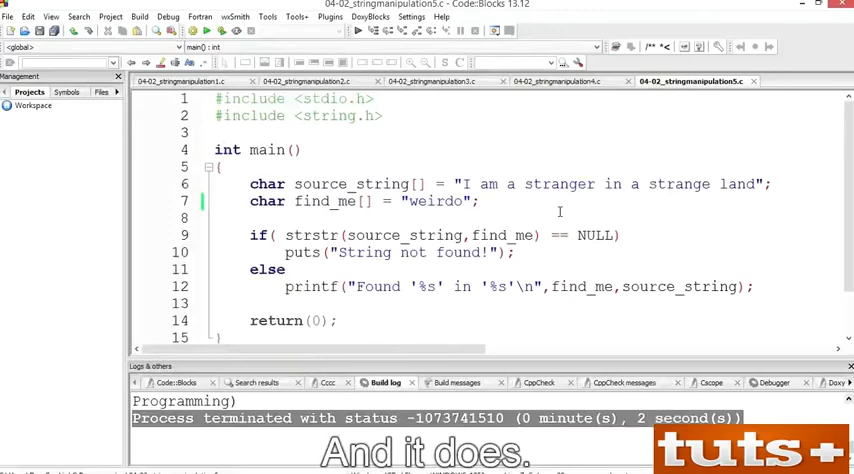 04-02_stringmanipulation5.c - Code::Blocks 13.12
File Edit View Search Project Build Debug Fortran wxSmith Tools Tools+ Plugins DoxyBlocks Settings Help
<global> main() : int
Management
Projects Symbols Files
Workspace
04-02_stringmanipulation1.c 04-02_stringmanipulation2.c 04-02_stringmanipulation3.c 04-02_stringmanipulation4.c 04-02_stringmanipulation5.c
1 #include <stdio.h>
2 #include <string.h>
3
4 int main()
5 {
6 char source_string[] = "I am a stranger in a strange land";
7 char find_me[] = "weirdo";
8
9 if( strstr(source_string,find_me) == NULL)
10 puts("String not found!");
11 else
12 printf("Found '%s' in '%s'\n",find_me,source_string);
13
14 return(0);
15 }
Logs & others
Code::Blocks Search results Cccc Build log Build messages CppCheck CppCheck messages Cscope Debugger Doxy
Programming)
Process terminated with status -1073741510 (0 minute(s), 2 second(s))
And it does.
tuts+